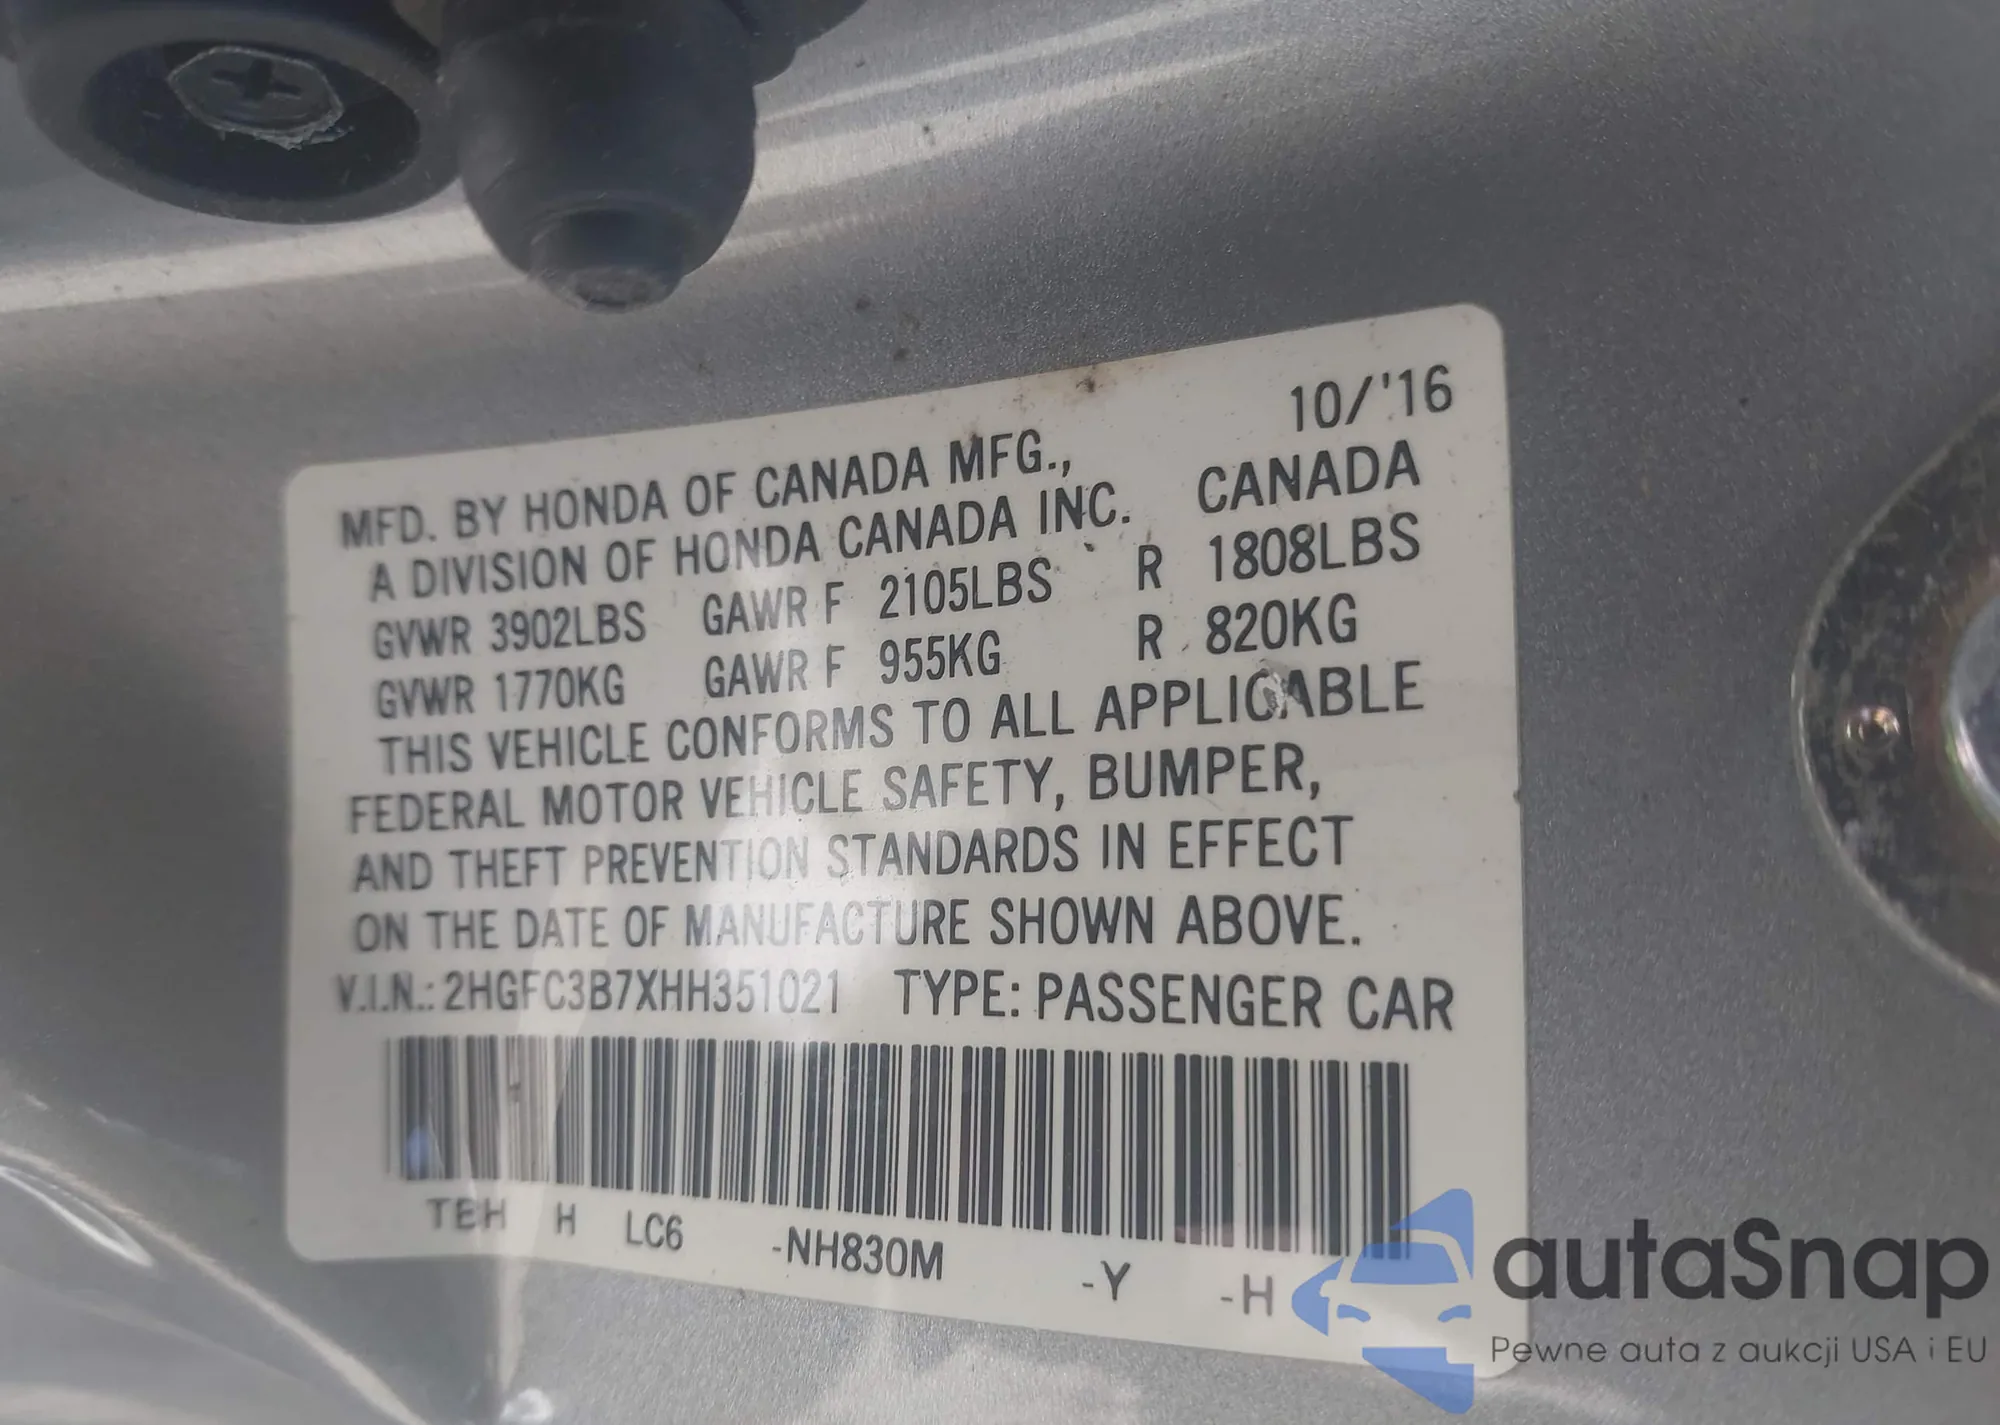 10/'16
MFD. BY HONDA OF CANADA MFG.,
A DIVISION OF HONDA CANADA INC. CANADA
GVWR 3902LBS GAWR F 2105LBS R 1808LBS
GVWR 1770KG GAWR F 955KG R 820KG
THIS VEHICLE CONFORMS TO ALL APPLICABLE
FEDERAL MOTOR VEHICLE SAFETY, BUMPER,
AND THEFT PREVENTION STANDARDS IN EFFECT
ON THE DATE OF MANUFACTURE SHOWN ABOVE.
V.I.N.: 2HGFC3B7XHH351021 TYPE: PASSENGER CAR
TBH H LC6 -NH830M -Y -H
autaSnap
Pewne auta z aukcji USA i EU